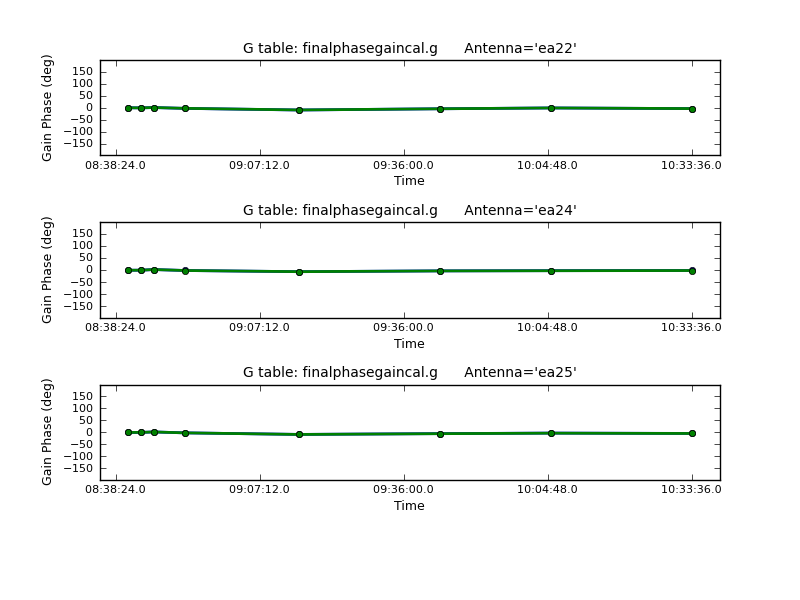 G table: finalphasegaincal.g Antenna='ea22'
Gain Phase (deg)
150
100
50
0
−50
−100
−150
08:38:24.0 09:07:12.0 09:36:00.0 10:04:48.0 10:33:36.0
Time
G table: finalphasegaincal.g Antenna='ea24'
Gain Phase (deg)
150
100
50
0
−50
−100
−150
08:38:24.0 09:07:12.0 09:36:00.0 10:04:48.0 10:33:36.0
Time
G table: finalphasegaincal.g Antenna='ea25'
Gain Phase (deg)
150
100
50
0
−50
−100
−150
08:38:24.0 09:07:12.0 09:36:00.0 10:04:48.0 10:33:36.0
Time